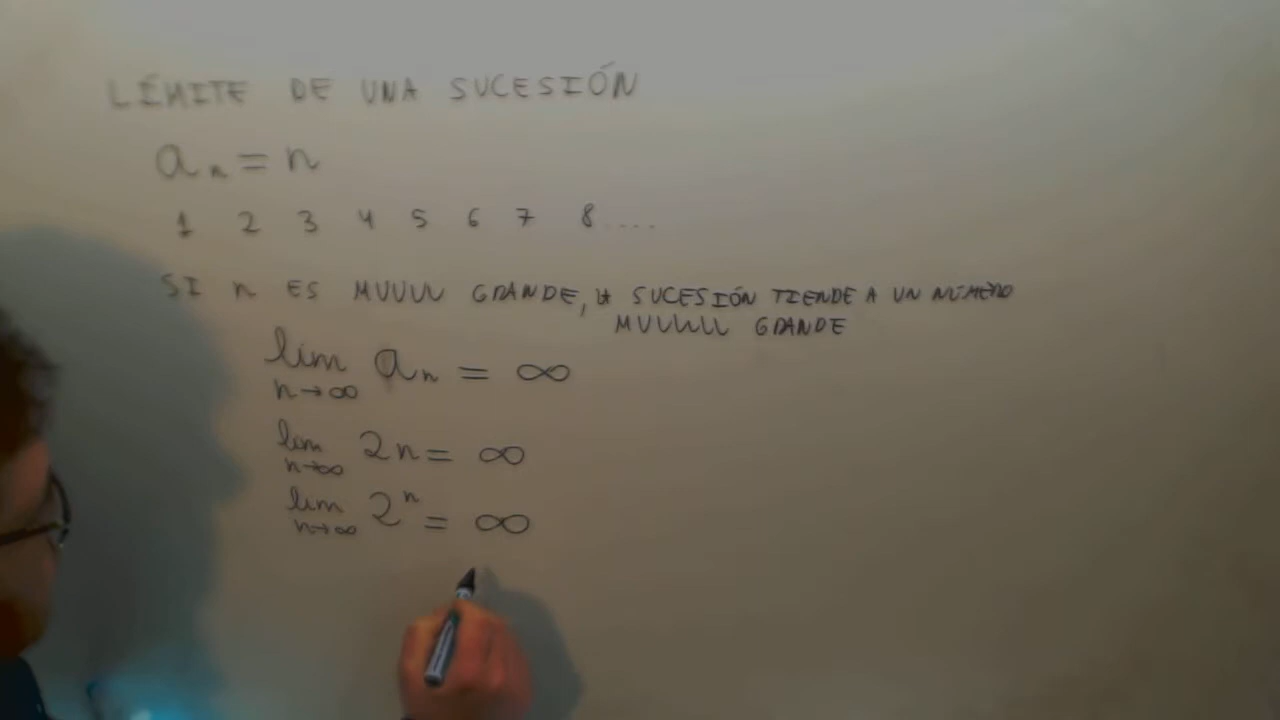 LÍMITE DE UNA SUCESIÓN
aₙ = n
1 2 3 4 5 6 7 8 ....
SI n ES MUUUU GRANDE, LA SUCESIÓN TIENDE A UN NÚMERO
MUUUUU GRANDE
lim n→∞ aₙ = ∞
lim n→∞ 2n = ∞
lim n→∞ 2ⁿ = ∞